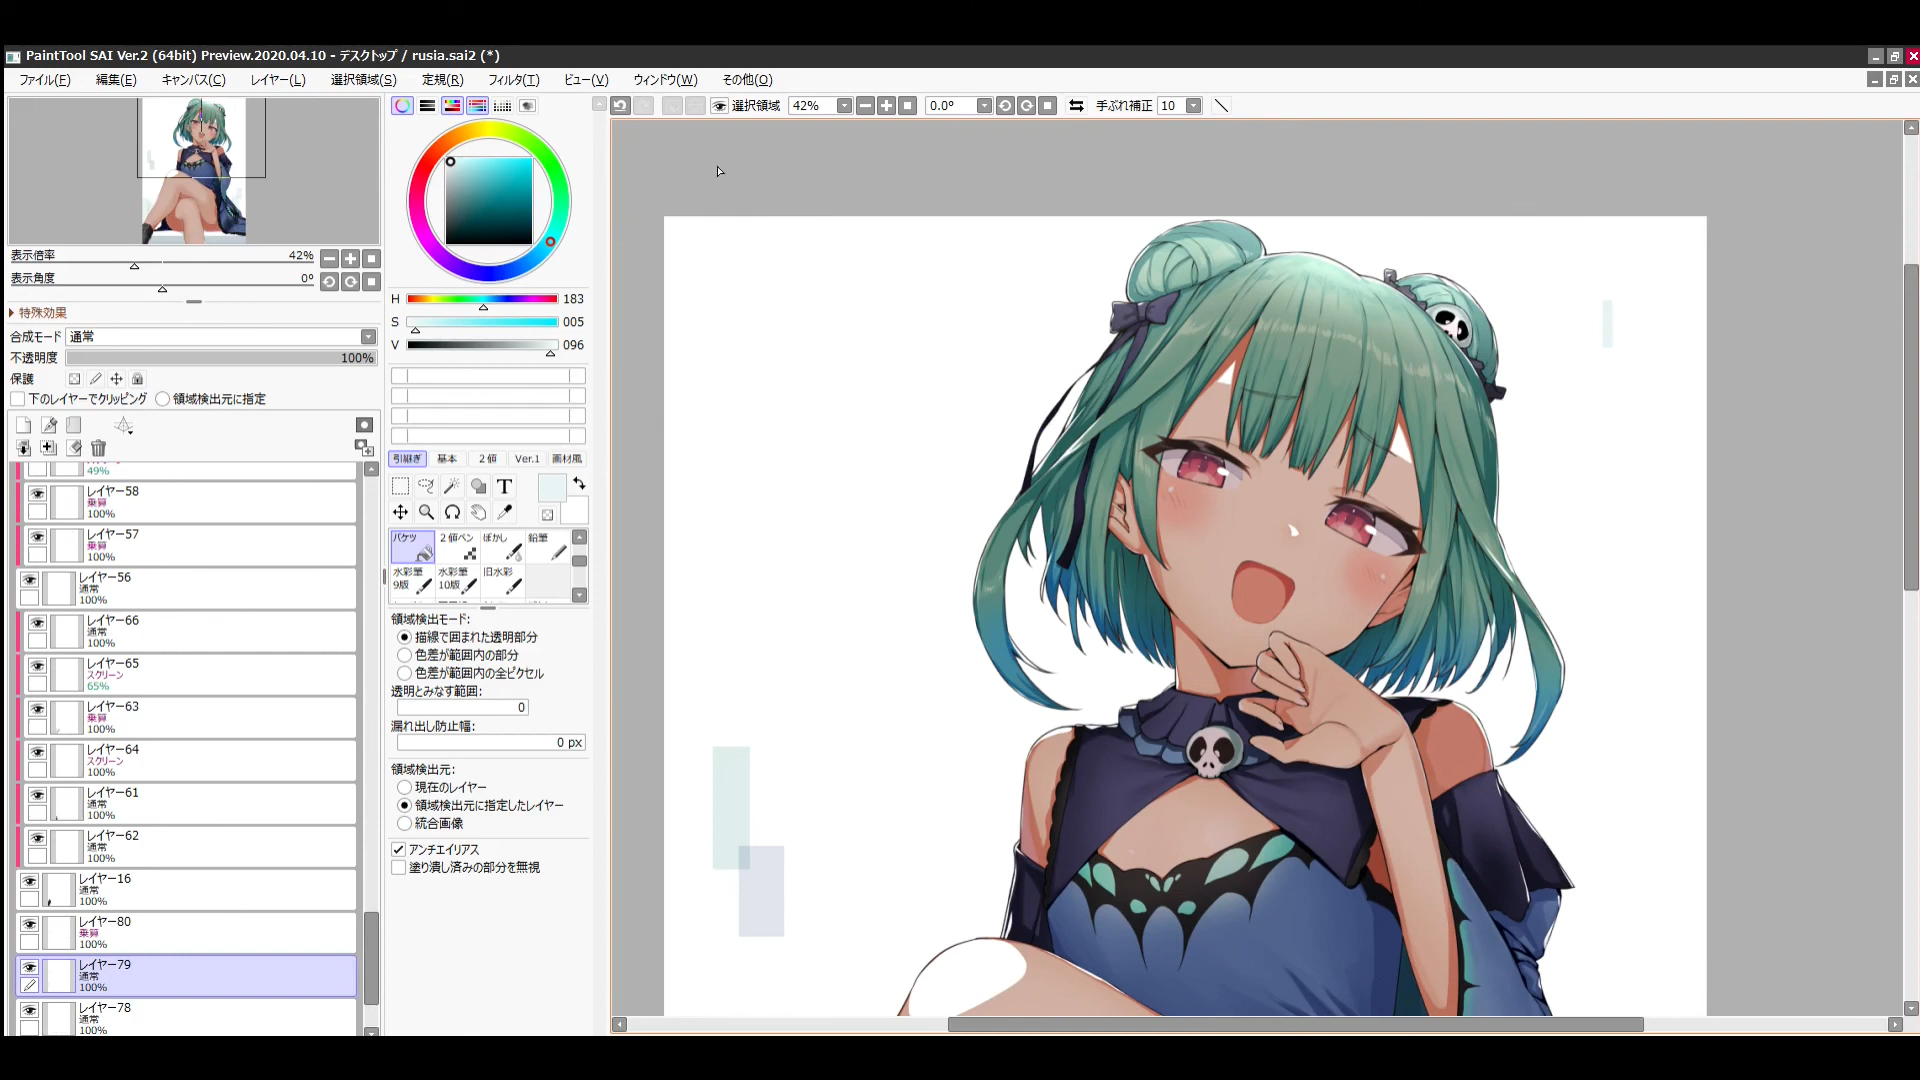 PaintTool SAI Ver.2 (64bit) Preview.2020.04.10 - デスクトップ / rusia.sai2 (*)
ファイル(F) 編集(E) キャンバス(C) レイヤー(L) 選択領域(S) 定規(R) フィルタ(T) ビュー(V) ウィンドウ(W) その他(O)
選択領域 42% 0.0° 手ぶれ補正 10
表示倍率 42%
表示角度 0°
特殊効果
合成モード 通常
不透明度 100%
保護
下のレイヤーでクリッピング 領域検出元に指定
49%
レイヤー58
乗算
100%
レイヤー57
乗算
100%
レイヤー56
通常
100%
レイヤー66
通常
100%
レイヤー65
スクリーン
65%
レイヤー63
乗算
100%
レイヤー64
スクリーン
100%
レイヤー61
通常
100%
レイヤー62
通常
100%
レイヤー16
通常
100%
レイヤー80
乗算
100%
レイヤー79
通常
100%
レイヤー78
通常
100%
H 183
S 005
V 096
引継ぎ 基本 2値 Ver.1 画材風
T
バケツ 2値ペン ぼかし 鉛筆
水彩筆 水彩筆 旧水彩
9版 10版
領域検出モード:
描線で囲まれた透明部分
色差が範囲内の部分
色差が範囲内の全ピクセル
透明とみなす範囲:
0
漏れ出し防止幅:
0 px
領域検出元:
現在のレイヤー
領域検出元に指定したレイヤー
統合画像
アンチエイリアス
塗り潰し済みの部分を無視